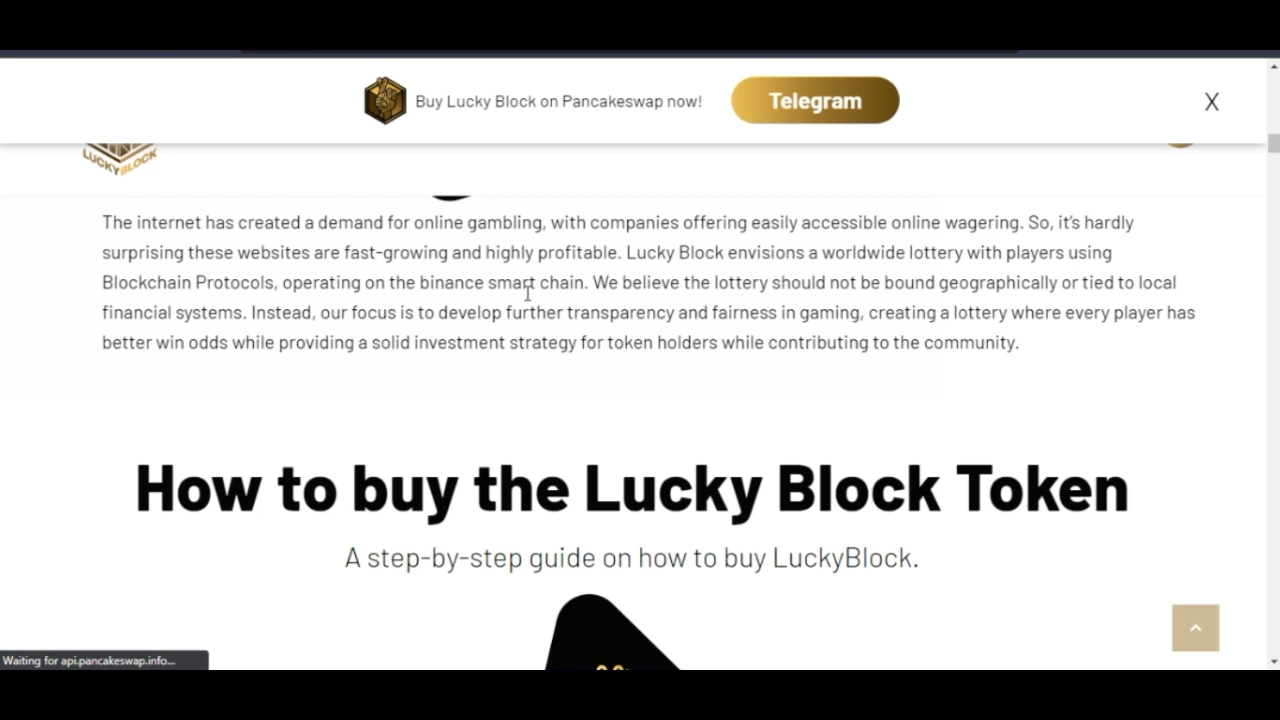 Buy Lucky Block on Pancakeswap now!
Telegram
X
LUCKYBLOCK
The internet has created a demand for online gambling, with companies offering easily accessible online wagering. So, it's hardly
surprising these websites are fast-growing and highly profitable. Lucky Block envisions a worldwide lottery with players using
Blockchain Protocols, operating on the binance smart chain. We believe the lottery should not be bound geographically or tied to local
financial systems. Instead, our focus is to develop further transparency and fairness in gaming, creating a lottery where every player has
better win odds while providing a solid investment strategy for token holders while contributing to the community.
How to buy the Lucky Block Token
A step-by-step guide on how to buy LuckyBlock.
Waiting for api.pancakeswap.info...